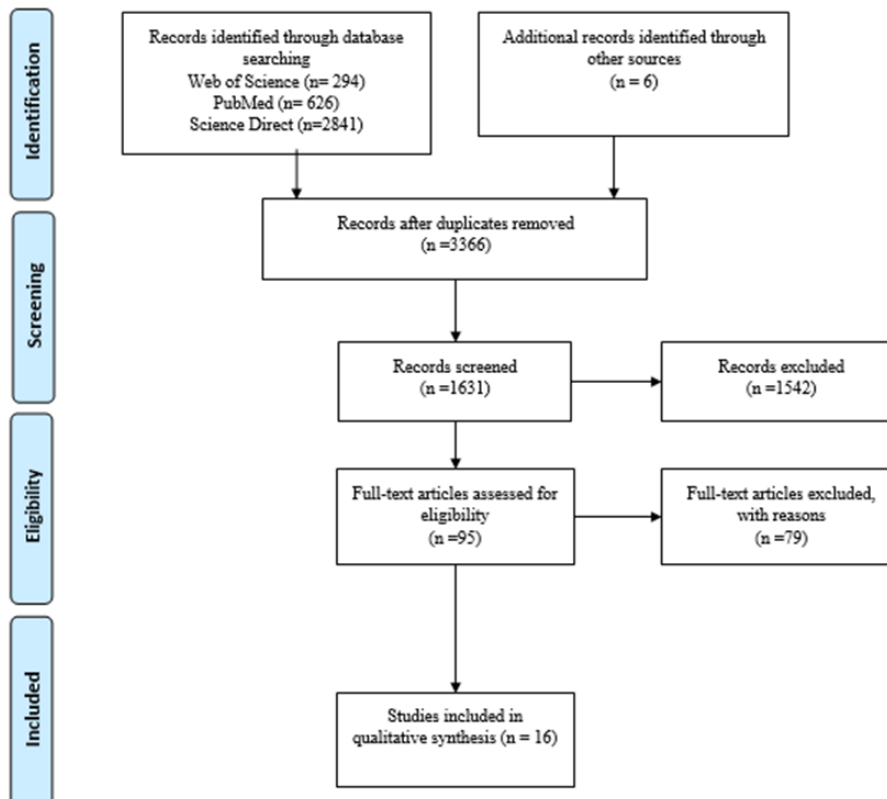 Identification
Records identified through database
searching
Web of Science (n= 294)
PubMed (n= 626)
Science Direct (n=2841)
Additional records identified through
other sources
(n = 6)
Screening
Records after duplicates removed
(n =3366)
Records screened
(n =1631)
Records excluded
(n =1542)
Eligibility
Full-text articles assessed for
eligibility
(n =95)
Full-text articles excluded,
with reasons
(n =79)
Included
Studies included in
qualitative synthesis (n = 16)